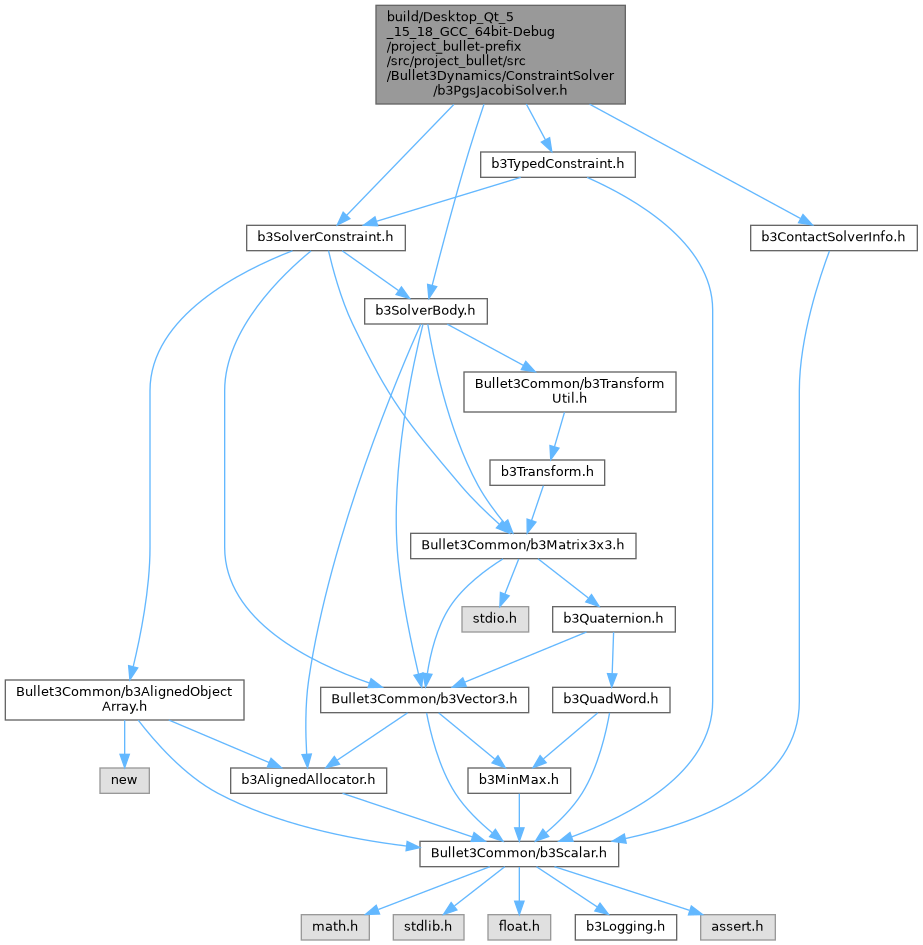 build/Desktop_Qt_5
_15_18_GCC_64bit-Debug
/project_bullet-prefix
/src/project_bullet/src
/Bullet3Dynamics/ConstraintSolver
/b3PgsJacobiSolver.h
b3TypedConstraint.h
b3SolverConstraint.h
b3ContactSolverInfo.h
b3SolverBody.h
Bullet3Common/b3Transform
Util.h
b3Transform.h
Bullet3Common/b3Matrix3x3.h
stdio.h
b3Quaternion.h
Bullet3Common/b3AlignedObject
Array.h
Bullet3Common/b3Vector3.h
b3QuadWord.h
new
b3AlignedAllocator.h
b3MinMax.h
Bullet3Common/b3Scalar.h
math.h
stdlib.h
float.h
b3Logging.h
assert.h